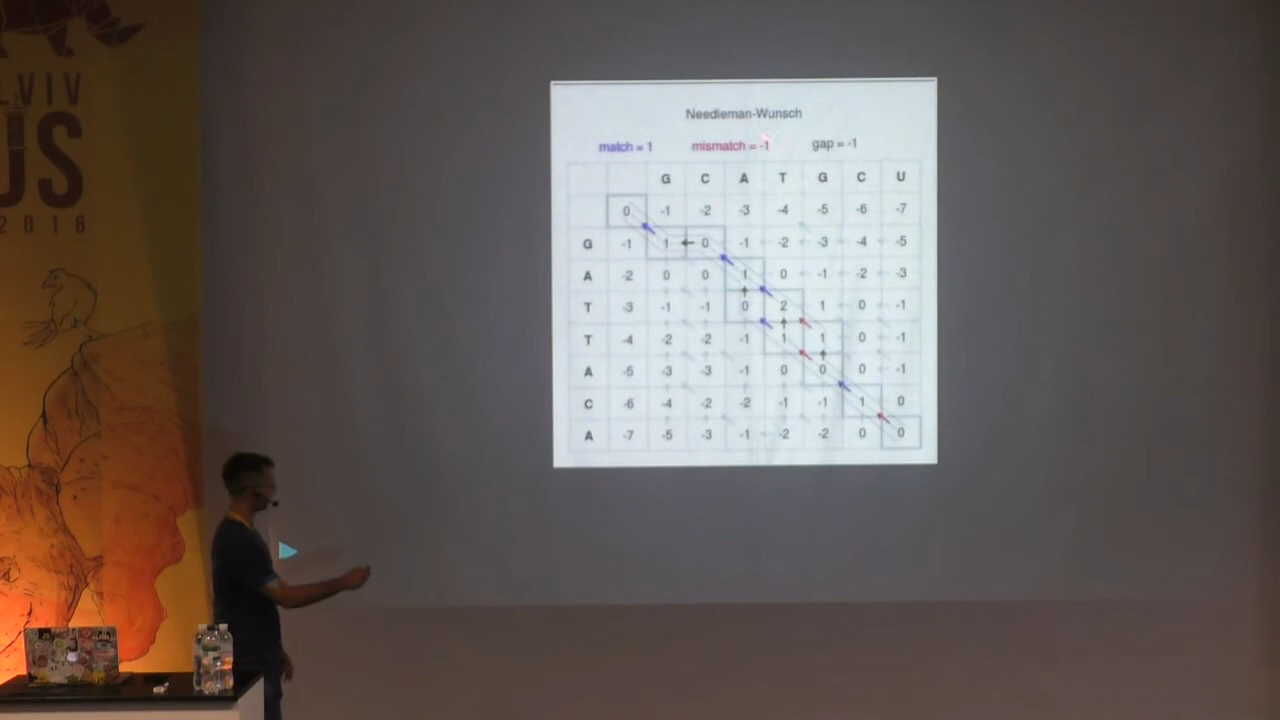 LVIV
US
2016
Needleman-Wunsch
match = 1 mismatch = -1 gap = -1
G C A T G C U
0 -1 -2 -3 -4 -5 -6 -7
G -1 1 0 -1 -2 -3 -4 -5
A -2 0 0 1 0 -1 -2 -3
T -3 -1 -1 0 2 1 0 -1
T -4 -2 -2 -1 1 1 0 -1
A -5 -3 -3 -1 0 0 0 -1
C -6 -4 -2 -2 -1 -1 1 0
A -7 -5 -3 -1 -2 -2 0 0